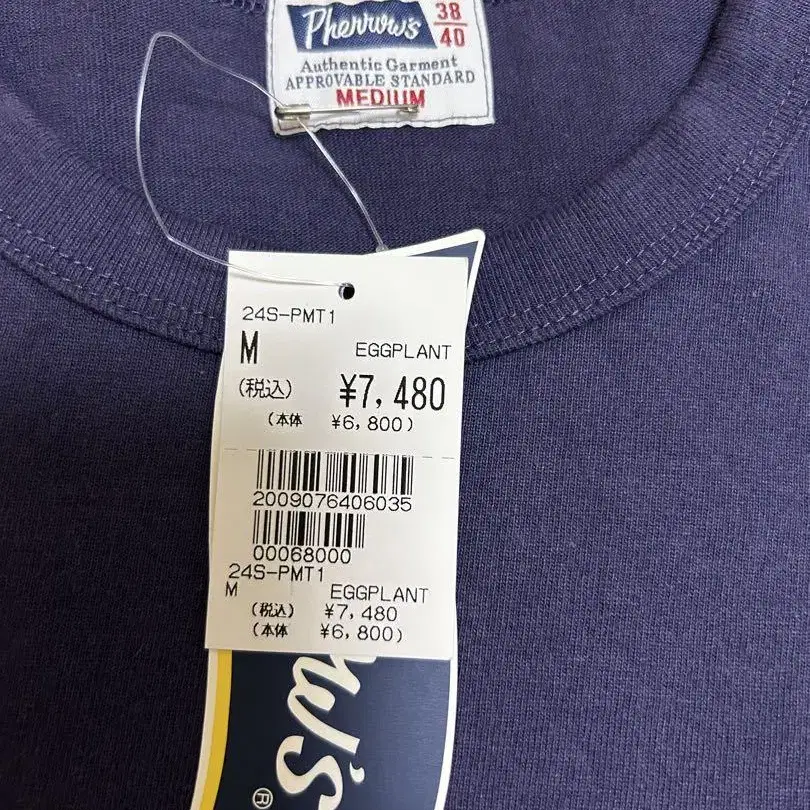 Pherrow's
38
40
Authentic Garment
APPROVABLE STANDARD
MEDIUM
24S-PMT1
M EGGPLANT
(税込) ¥7,480
(本体 ¥6,800)
2009076406035
00068000
24S-PMT1
M EGGPLANT
(税込) ¥7,480
(本体 ¥6,800)
w's®